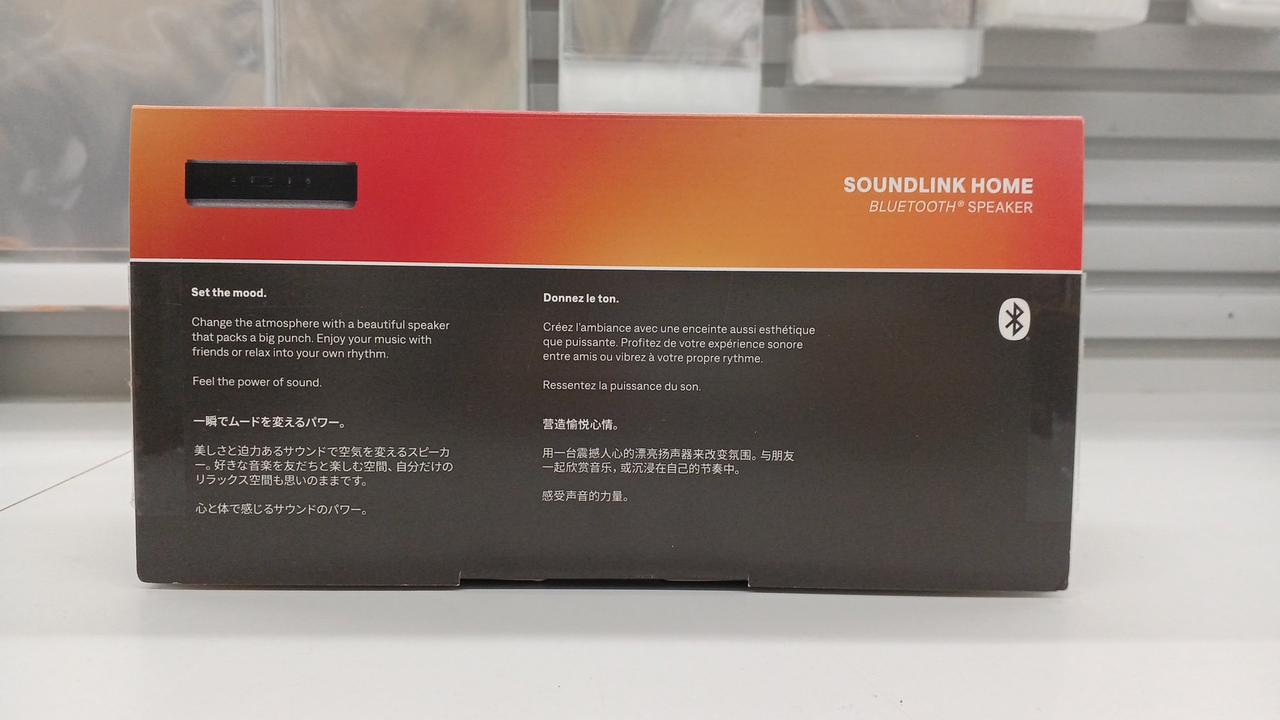 SOUNDLINK HOME
BLUETOOTH® SPEAKER
Set the mood.
Change the atmosphere with a beautiful speaker
that packs a big punch. Enjoy your music with
friends or relax into your own rhythm.
Feel the power of sound.
Donnez le ton.
Créez l'ambiance avec une enceinte aussi esthétique
que puissante. Profitez de votre expérience sonore
entre amis ou vibrez à votre propre rythme.
Ressentez la puissance du son.
一瞬でムードを変えるパワー。
美しさと迫力あるサウンドで空気を変えるスピーカ
ー。好きな音楽を友だちと楽しむ空間、自分だけの
リラックス空間も思いのままです。
心と体で感じるサウンドのパワー。
营造愉悦心情。
用一台震撼人心的漂亮扬声器来改变氛围。与朋友
一起欣赏音乐，或沉浸在自己的节奏中。
感受声音的力量。